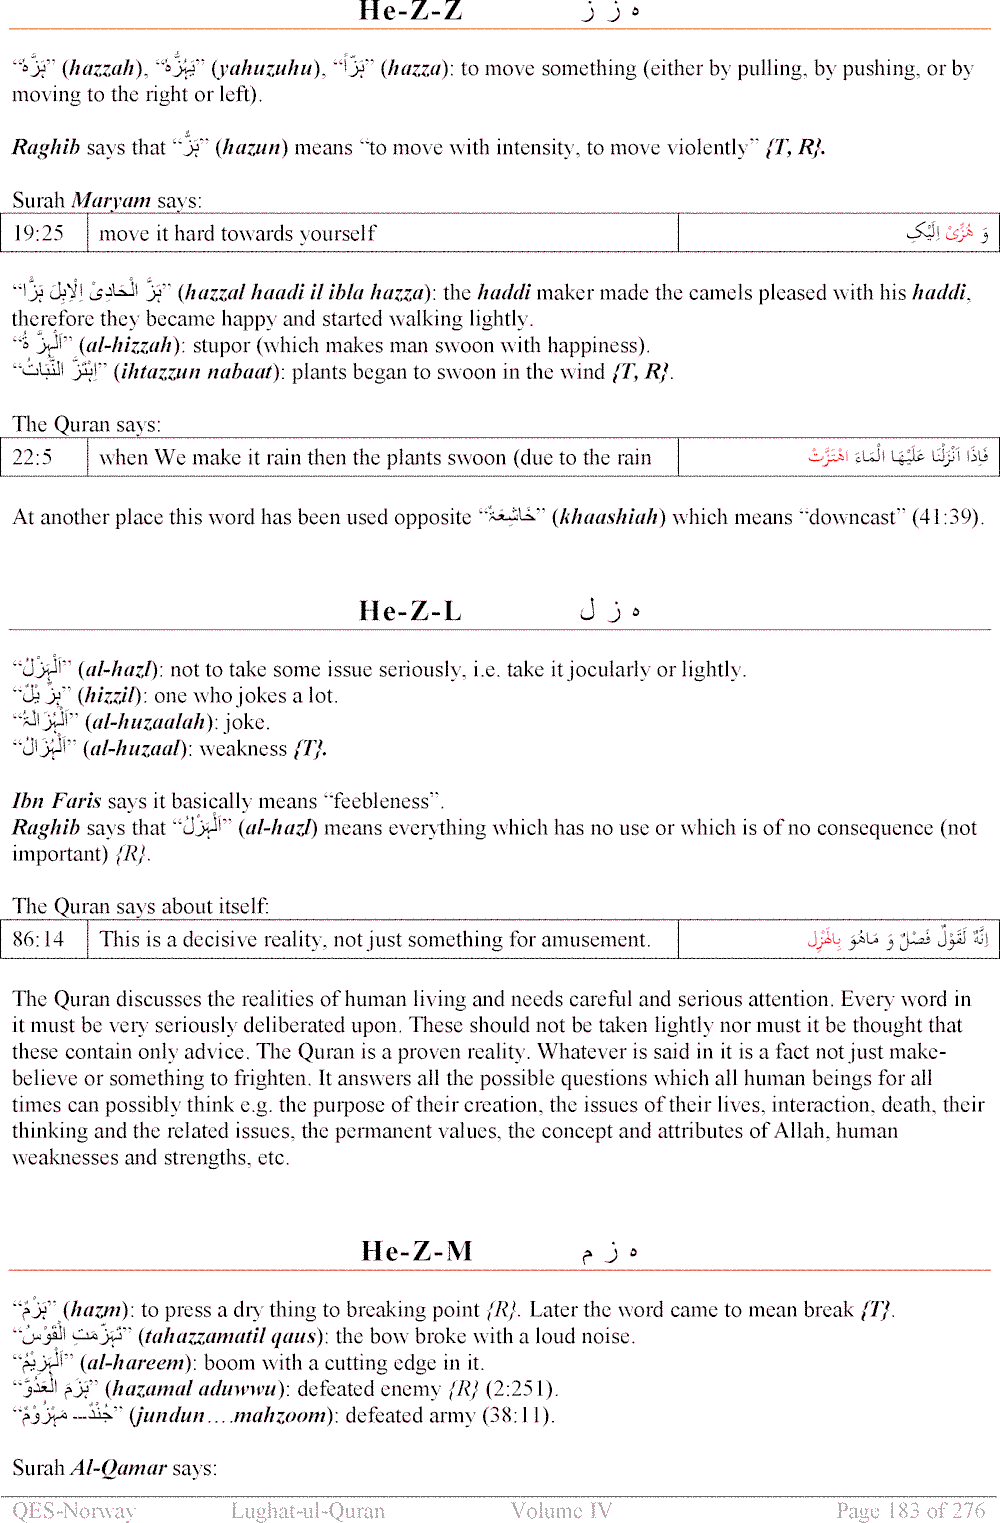 He-Z-Z ه ز ز
“ہَزَّہٗ” (hazzah), “یَہُزُّہٗ” (yahuzuhu), “ہَزّاً” (hazza): to move something (either by pulling, by pushing, or by
moving to the right or left).
Raghib says that “ہَزُّ” (hazun) means “to move with intensity, to move violently” {T, R}.
Surah Maryam says:
19:25 move it hard towards yourself وَ هُزِّىْ اِلَيْكِ
“ہَزَّ الْحَادِیْ الْاِبِلَ ہَزًّا” (hazzal haadi il ibla hazza): the haddi maker made the camels pleased with his haddi,
therefore they became happy and started walking lightly.
“اَلْہِزَّ ۃُ” (al-hizzah): stupor (which makes man swoon with happiness).
“اِہْتَزَّ النَّبَاتُ” (ihtazzun nabaat): plants began to swoon in the wind {T, R}.
The Quran says:
22:5 when We make it rain then the plants swoon (due to the rain فَاِذَا اَنْزَلْنَا عَلَيْهَا الْمَاءَ اهْتَزَّتْ
At another place this word has been used opposite “خَاشِعَۃٌ” (khaashiah) which means “downcast” (41:39).
He-Z-L ه ز ل
“اَلْہَزْلُ” (al-hazl): not to take some issue seriously, i.e. take it jocularly or lightly.
“ہِزِّ یْلٌ” (hizzil): one who jokes a lot.
“اَلْہُزَالَۃُ” (al-huzaalah): joke.
“اَلْہُزَالُ” (al-huzaal): weakness {T}.
Ibn Faris says it basically means “feebleness”.
Raghib says that “اَلْہَزْلُ” (al-hazl) means everything which has no use or which is of no consequence (not
important) {R}.
The Quran says about itself:
86:14 This is a decisive reality, not just something for amusement. اِنَّهٗ لَقَوْلٌ فَصْلٌ وَ مَاهُوَ بِالْهَزْلِ
The Quran discusses the realities of human living and needs careful and serious attention. Every word in
it must be very seriously deliberated upon. These should not be taken lightly nor must it be thought that
these contain only advice. The Quran is a proven reality. Whatever is said in it is a fact not just make-
believe or something to frighten. It answers all the possible questions which all human beings for all
times can possibly think e.g. the purpose of their creation, the issues of their lives, interaction, death, their
thinking and the related issues, the permanent values, the concept and attributes of Allah, human
weaknesses and strengths, etc.
He-Z-M ه ز م
“ہَزْمٌ” (hazm): to press a dry thing to breaking point {R}. Later the word came to mean break {T}.
“تَہَزَّمَتِ الْقَوْسُ” (tahazzamatil qaus): the bow broke with a loud noise.
“اَلْہَزِیْمُ” (al-hareem): boom with a cutting edge in it.
“ہَزَمَ الْعَدُوَّ” (hazamal aduwwu): defeated enemy {R} (2:251).
“جُنْدٌ--- مَہْزُوْمٌ” (jundun….mahzoom): defeated army (38:11).
Surah Al-Qamar says:
QES-Norway Lughat-ul-Quran Volume IV Page 183 of 276